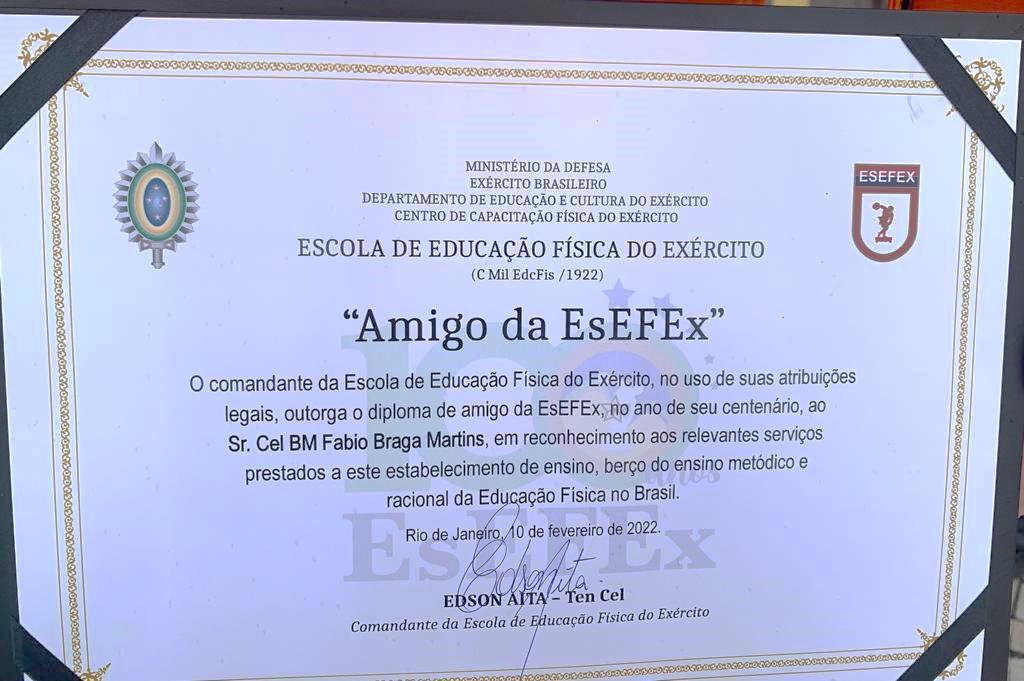 MINISTÉRIO DA DEFESA
EXÉRCITO BRASILEIRO
DEPARTAMENTO DE EDUCAÇÃO E CULTURA DO EXÉRCITO
CENTRO DE CAPACITAÇÃO FÍSICA DO EXÉRCITO
ESEFEX
ESCOLA DE EDUCAÇÃO FÍSICA DO EXÉRCITO
(C Mil EdcFis /1922)
“Amigo da EsEFEx”
100
O comandante da Escola de Educação Física do Exército, no uso de suas atribuições
legais, outorga o diploma de amigo da EsEFEx, no ano de seu centenário, ao
Sr. Cel BM Fabio Braga Martins, em reconhecimento aos relevantes serviços
prestados a este estabelecimento de ensino, berço do ensino metódico e
anos
racional da Educação Física no Brasil.
Rio de Janeiro, 10 de fevereiro de 2022.
EsEFEx
EDSON AITA – Ten Cel
Comandante da Escola de Educação Física do Exército